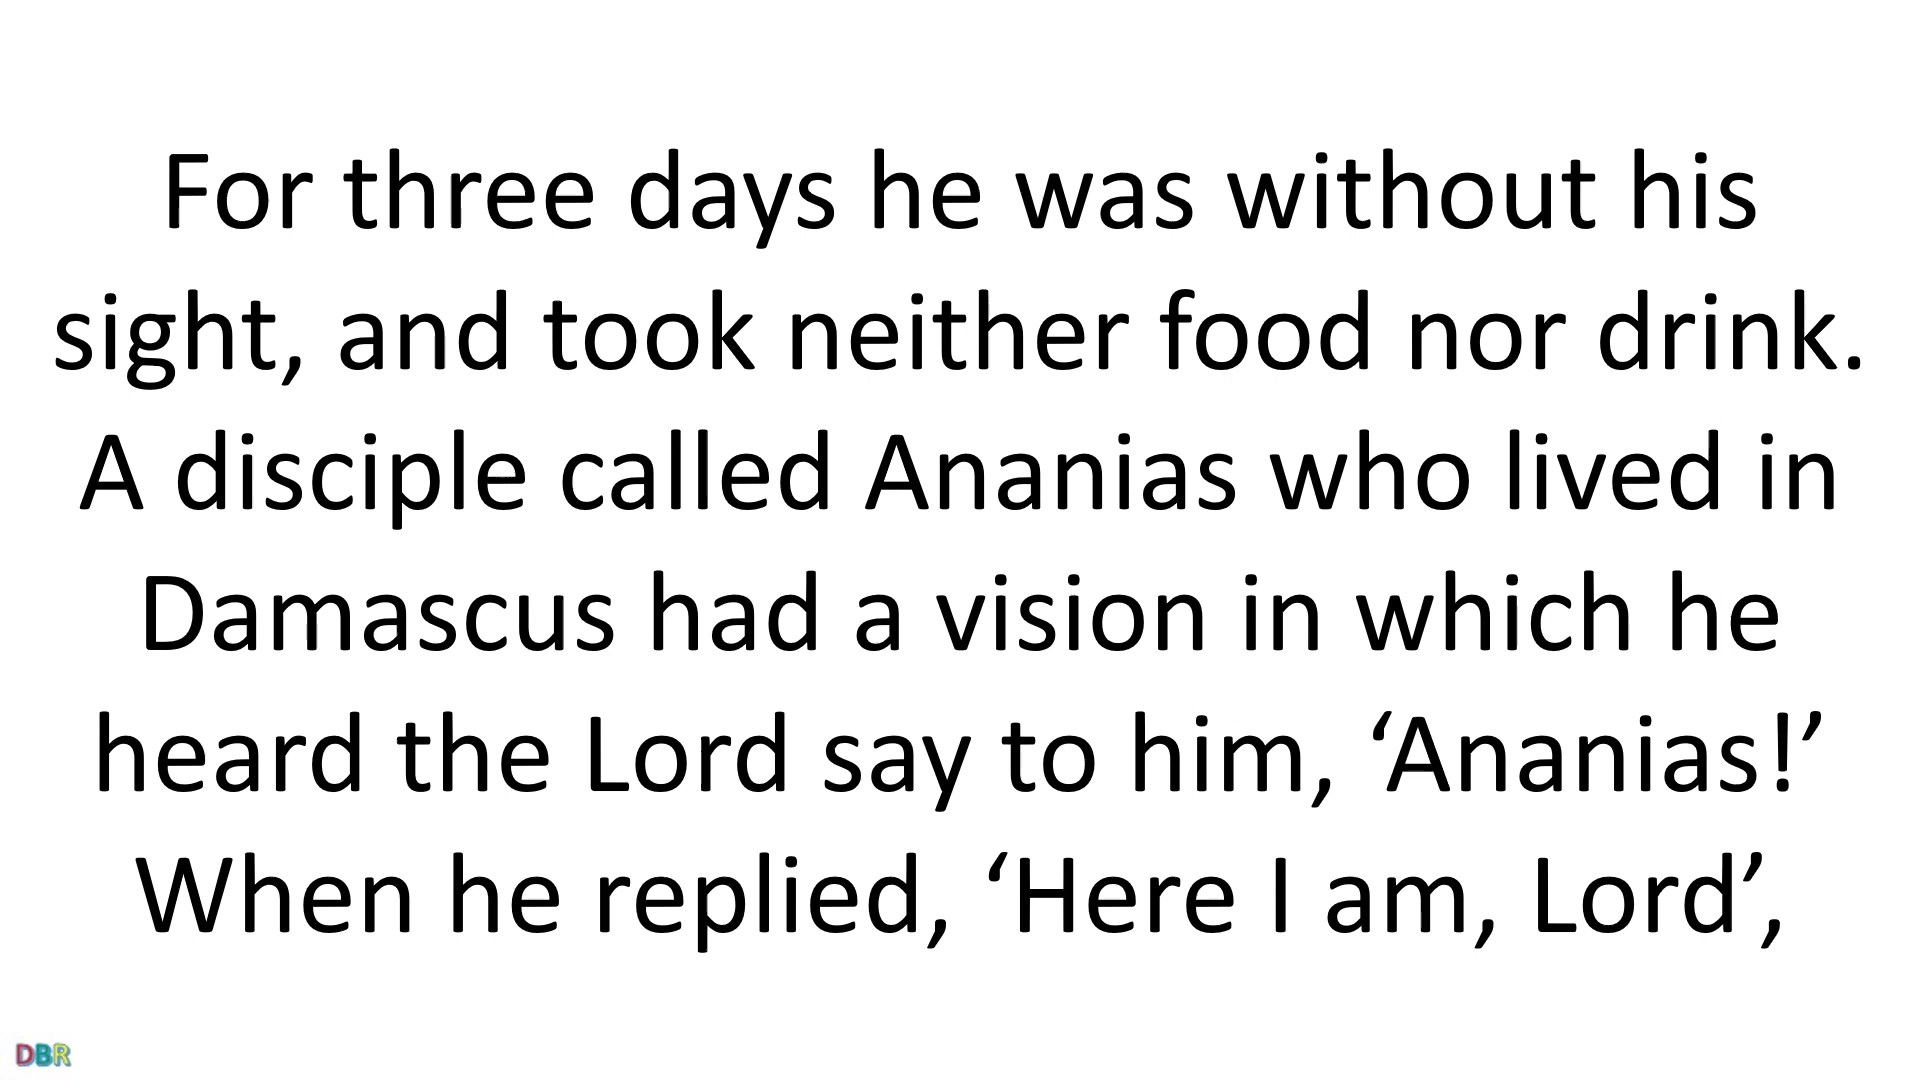 For three days he was without his
sight, and took neither food nor drink.
A disciple called Ananias who lived in
Damascus had a vision in which he
heard the Lord say to him, ‘Ananias!’
When he replied, ‘Here I am, Lord’,
DBR